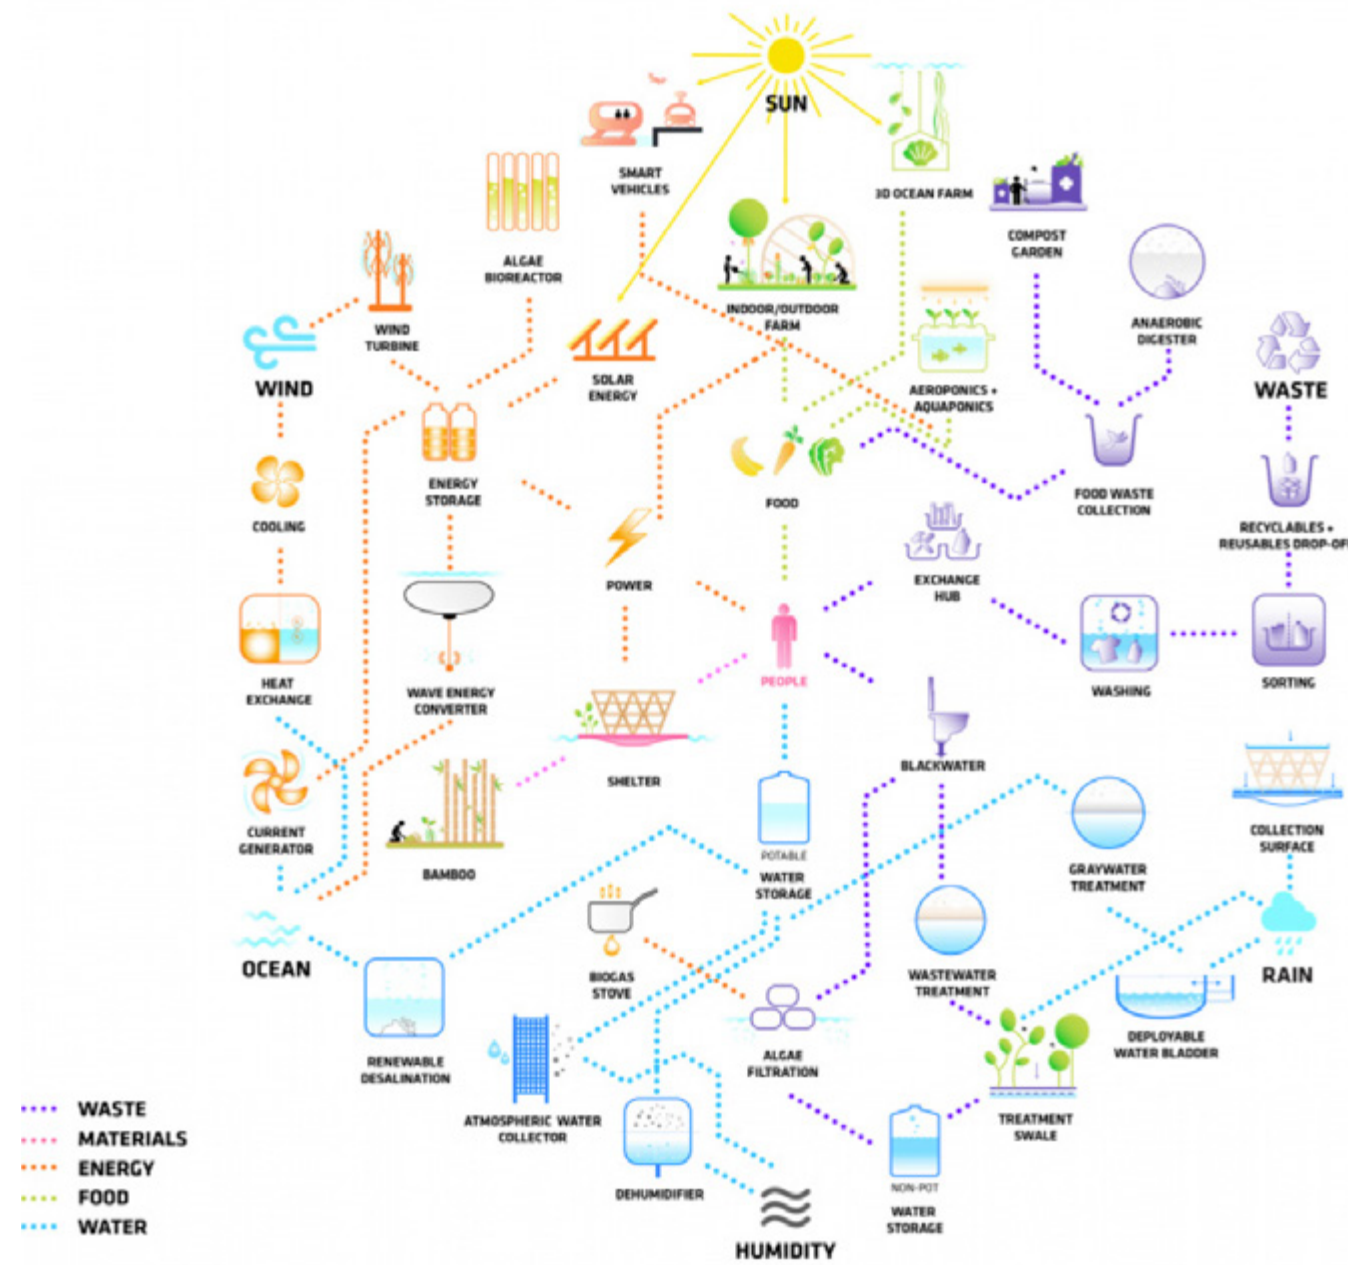 SUN
SMART
VEHICLES
3D OCEAN FARM
COMPOST
GARDEN
ALGAE
BIOREACTOR
INDOOR/OUTDOOR
FARM
ANAEROBIC
DIGESTER
WIND
TURBINE
WIND
SOLAR
ENERGY
AEROPONICS +
AQUAPONICS
WASTE
ENERGY
STORAGE
FOOD
FOOD WASTE
COLLECTION
COOLING
RECYCLABLES +
REUSABLES DROP-OF
POWER
EXCHANGE
HUB
HEAT
EXCHANGE
WAVE ENERGY
CONVERTER
PEOPLE
WASHING
SORTING
SHELTER
BLACKWATER
CURRENT
GENERATOR
BAMBOO
POTABLE
WATER
STORAGE
GRAYWATER
TREATMENT
COLLECTION
SURFACE
OCEAN
BIOGAS
STOVE
WASTEWATER
TREATMENT
RAIN
RENEWABLE
DESALINATION
ALGAE
FILTRATION
DEPLOYABLE
WATER BLADDER
ATMOSPHERIC WATER
COLLECTOR
TREATMENT
SWALE
DEHUMIDIFIER
NON-POT
WATER
STORAGE
HUMIDITY
WASTE
MATERIALS
ENERGY
FOOD
WATER